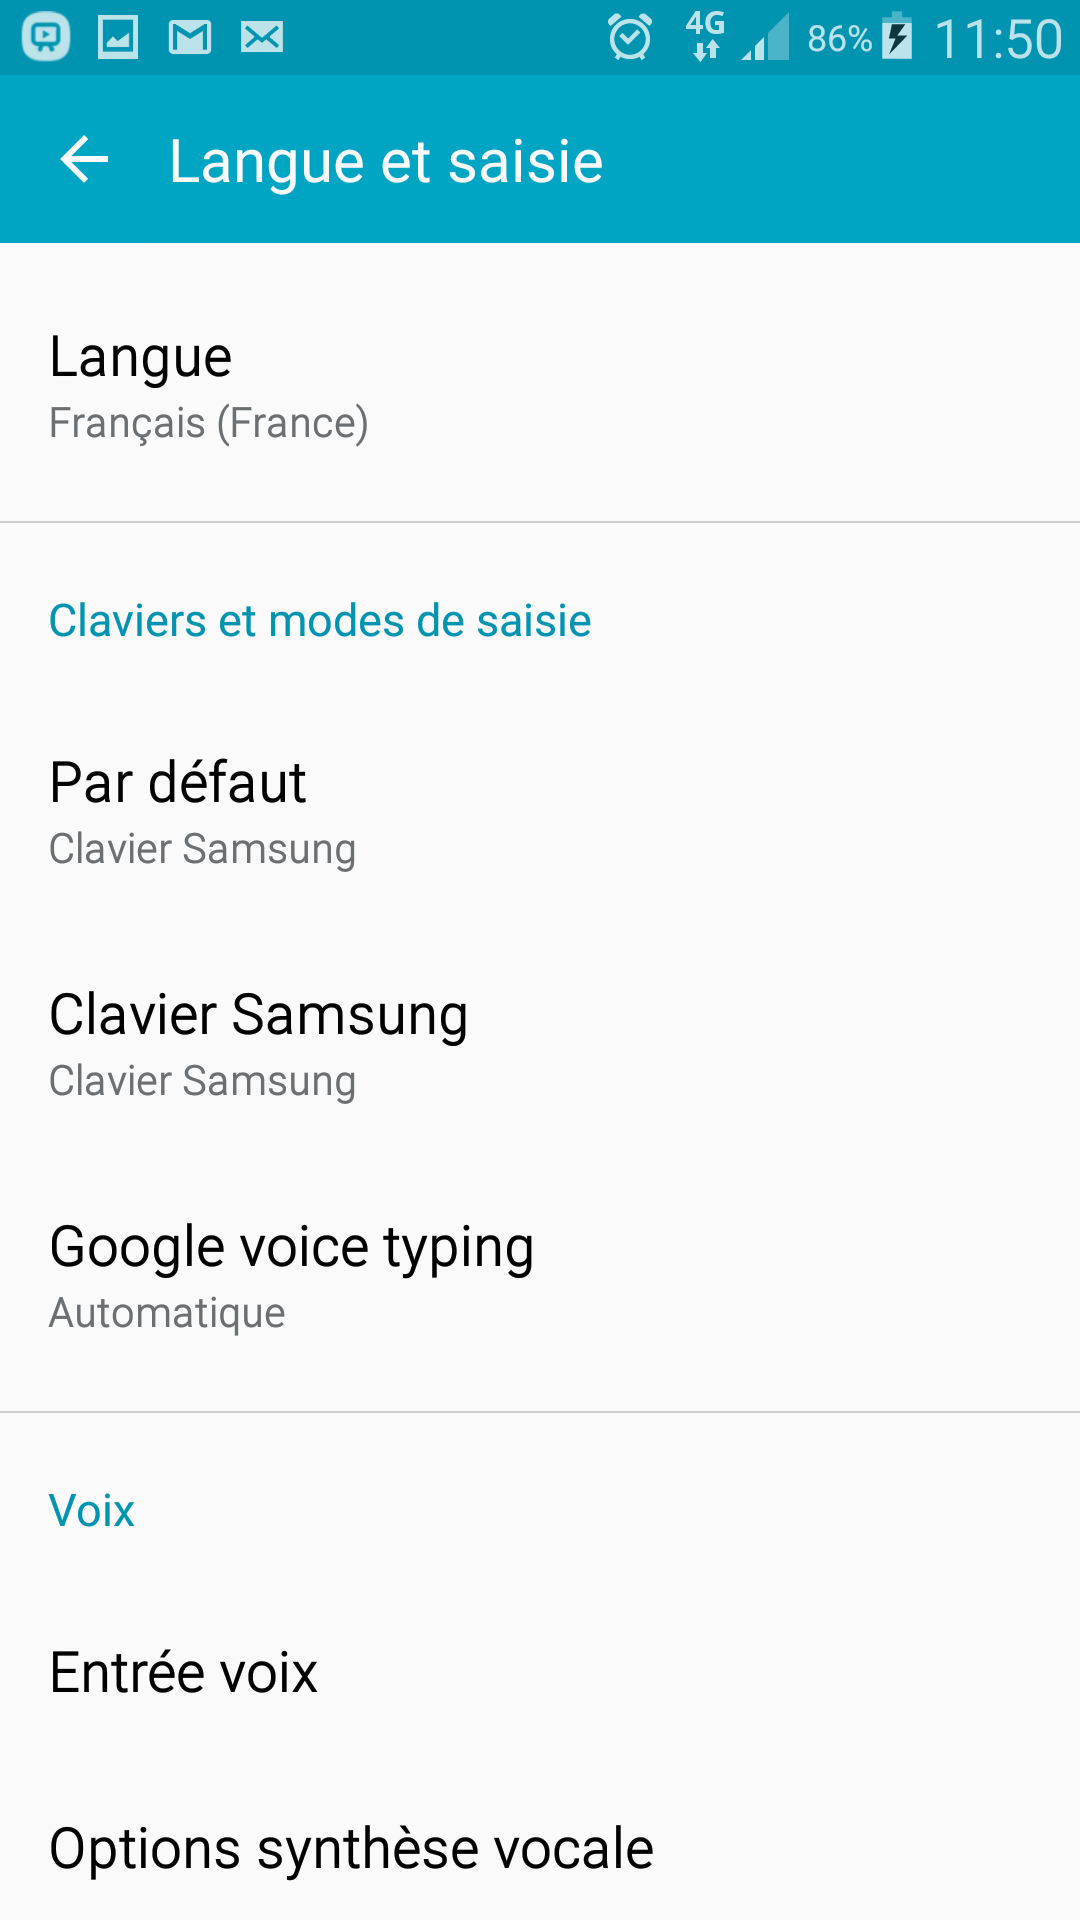 4G 86% 11:50
Langue et saisie
Langue
Français (France)
Claviers et modes de saisie
Par défaut
Clavier Samsung
Clavier Samsung
Clavier Samsung
Google voice typing
Automatique
Voix
Entrée voix
Options synthèse vocale